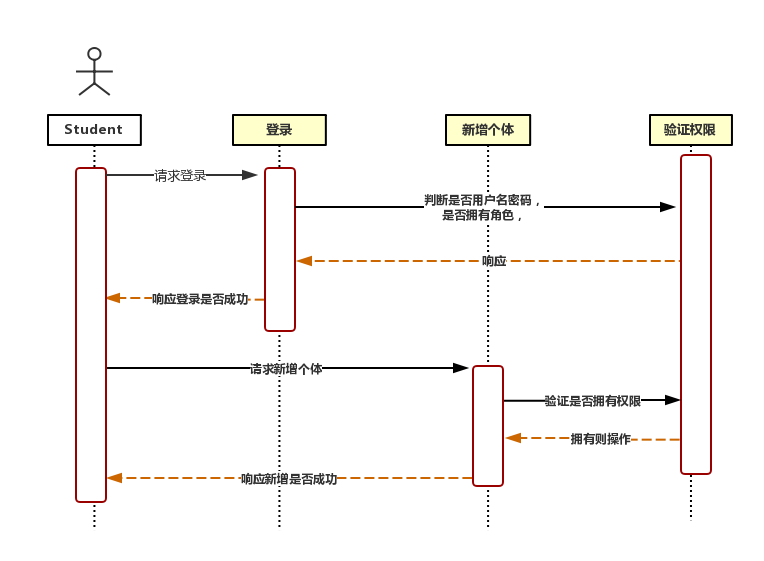 Student
登录
新增个体
验证权限
请求登录
判断是否用户名密码，
是否拥有角色，
响应
响应登录是否成功
请求新增个体
验证是否拥有权限
拥有则操作
响应新增是否成功